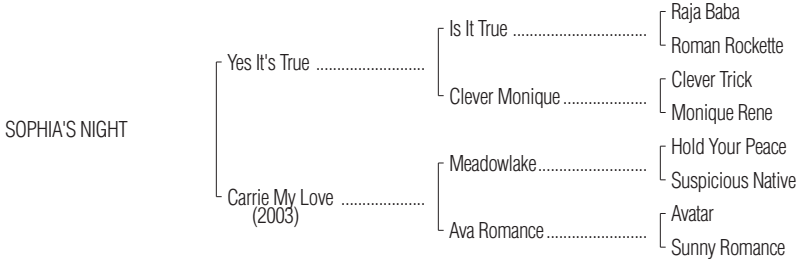 Raja Baba
Is It True ................................
Roman Rockette
Yes It's True ..........................
Clever Trick
Clever Monique ....................
Monique Rene
SOPHIA'S NIGHT
Hold Your Peace
Meadowlake..........................
Suspicious Native
Carrie My Love ....................
(2003)
Avatar
Ava Romance ........................
Sunny Romance